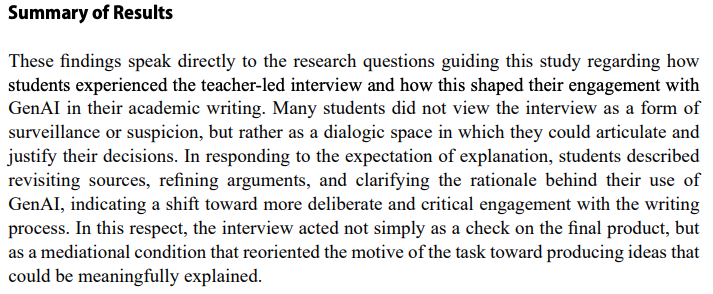 Summary of Results
These findings speak directly to the research questions guiding this study regarding how
students experienced the teacher-led interview and how this shaped their engagement with
GenAI in their academic writing. Many students did not view the interview as a form of
surveillance or suspicion, but rather as a dialogic space in which they could articulate and
justify their decisions. In responding to the expectation of explanation, students described
revisiting sources, refining arguments, and clarifying the rationale behind their use of
GenAI, indicating a shift toward more deliberate and critical engagement with the writing
process. In this respect, the interview acted not simply as a check on the final product, but
as a mediational condition that reoriented the motive of the task toward producing ideas that
could be meaningfully explained.